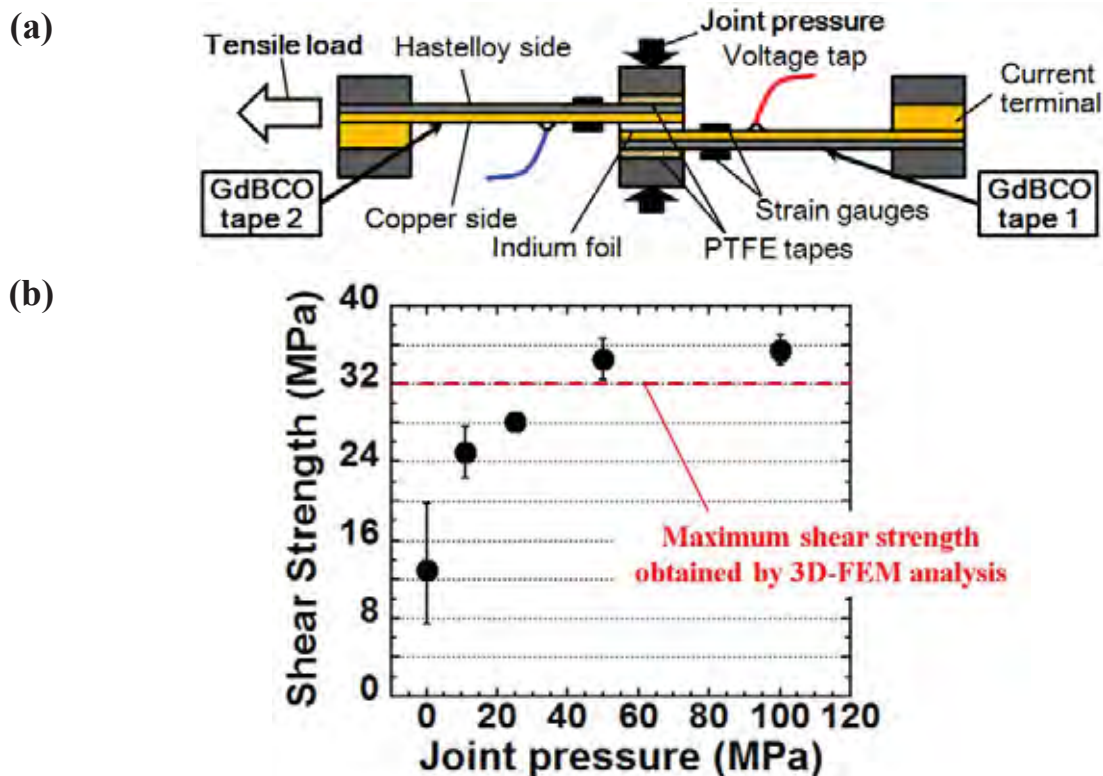 (a)
Tensile load
Hastelloy side
Joint pressure
Voltage tap
Current
terminal
GdBCO
tape 2
Copper side
Indium foil
PTFE tapes
Strain gauges
GdBCO
tape 1
(b)
Shear Strength (MPa)
40
32
24
16
8
0
Maximum shear strength
obtained by 3D-FEM analysis
0 20 40 60 80 100 120
Joint pressure (MPa)